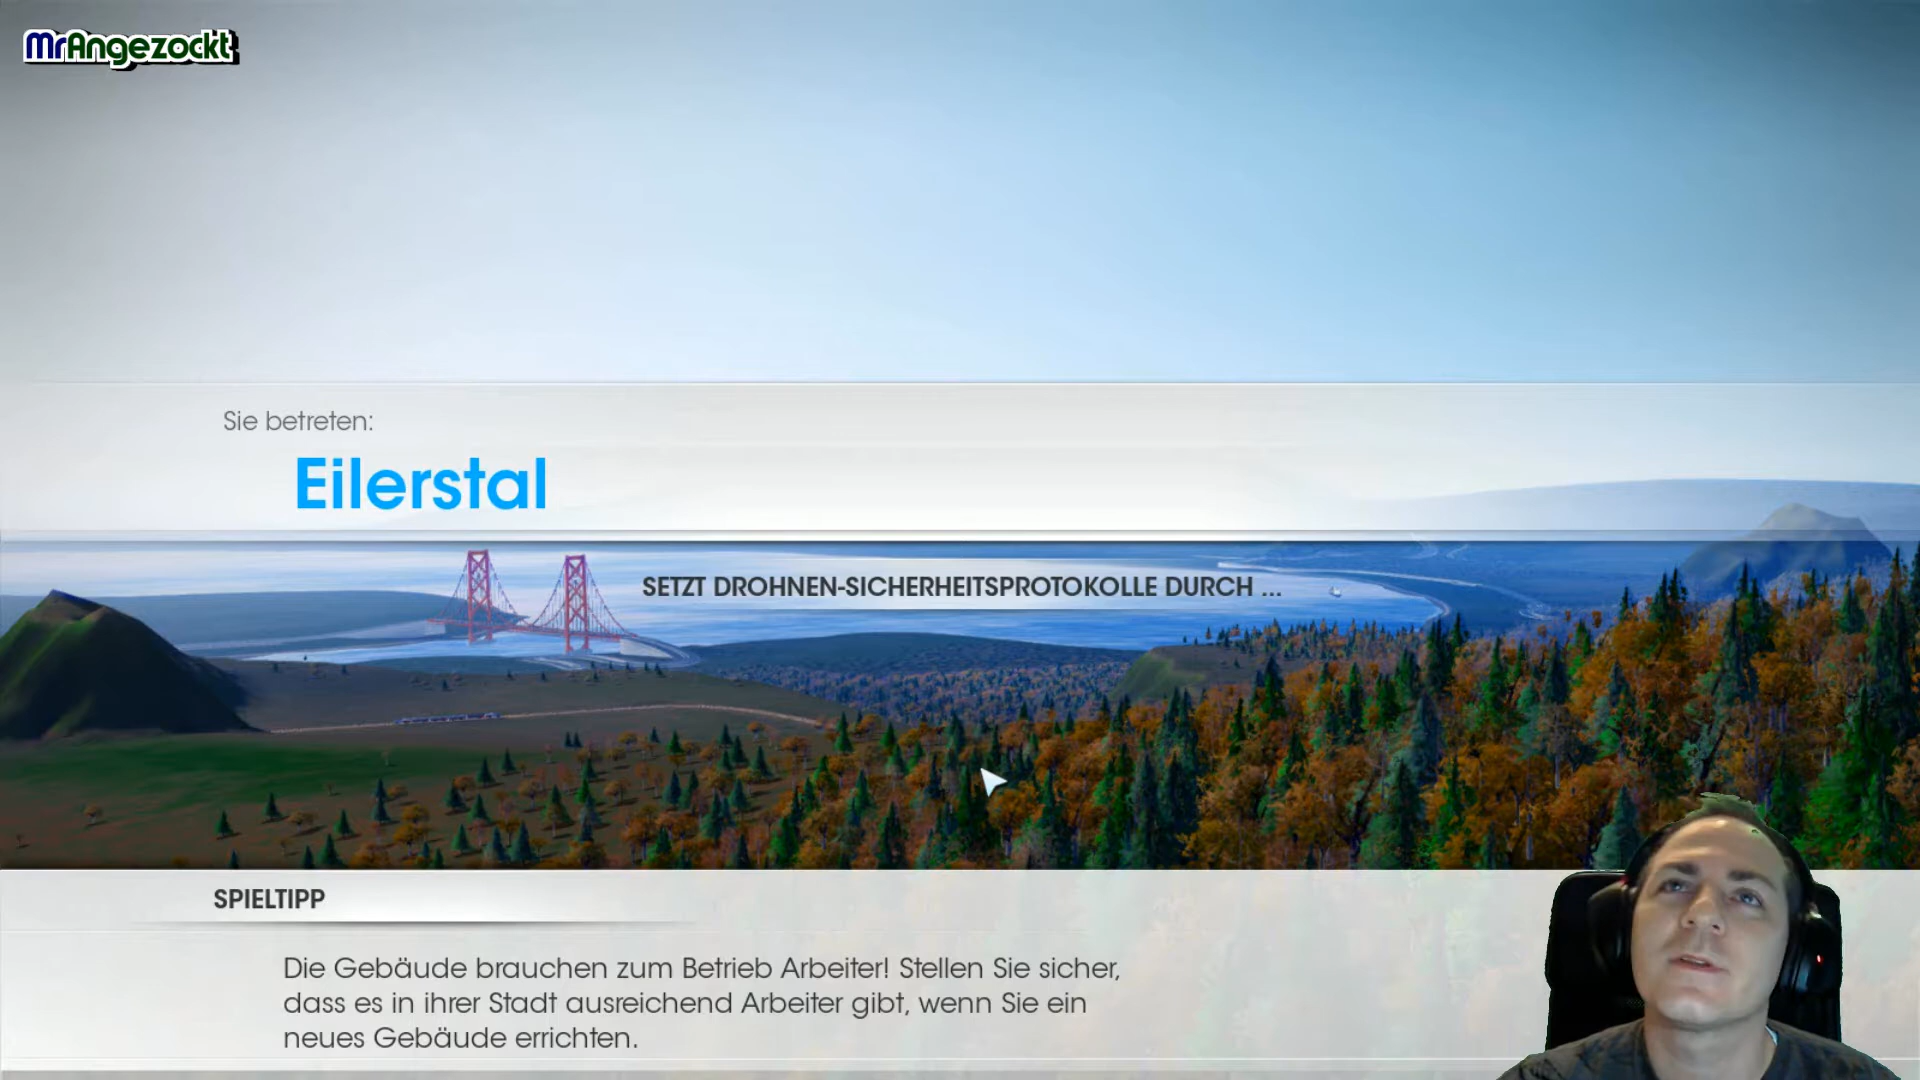 MrAngezockt
Sie betreten:
Eilerstal
SETZT DROHNEN-SICHERHEITSPROTOKOLLE DURCH ...
SPIELTIPP
Die Gebäude brauchen zum Betrieb Arbeiter! Stellen Sie sicher,
dass es in ihrer Stadt ausreichend Arbeiter gibt, wenn Sie ein
neues Gebäude errichten.